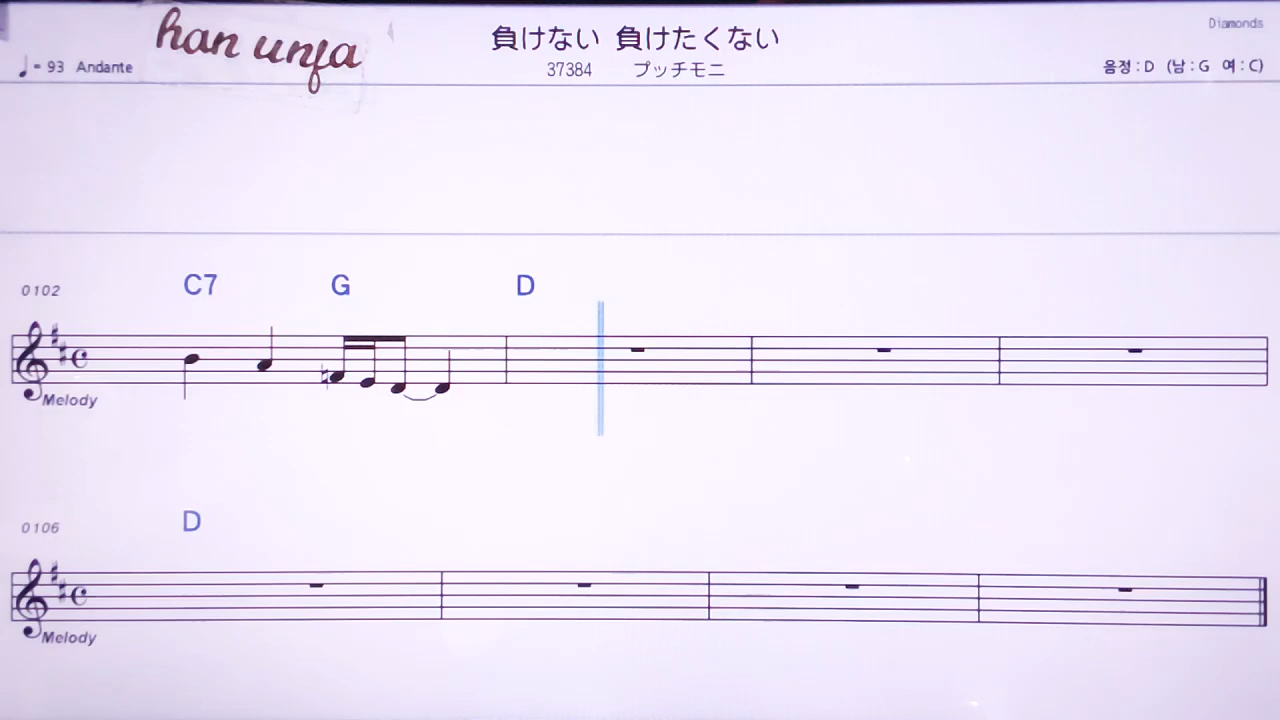 han unfa
負けない 負けたくない
Diamonds
♩= 93 Andante
37384 プッチモニ
음정 : D (남 : G 여 : C)
0102 C7 G D
Melody
0106 D
Melody